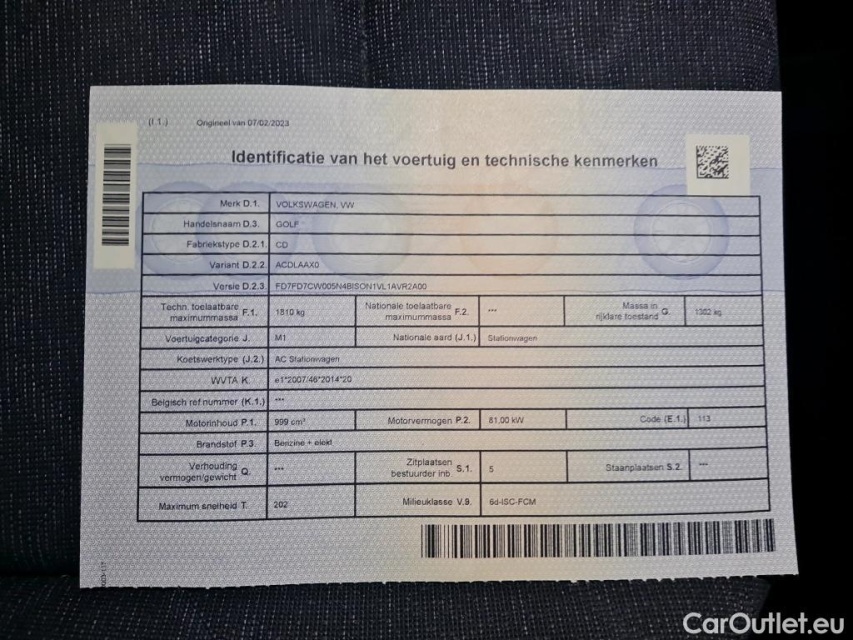 (I.1.) Origineel van 07/02/2023
Identificatie van het voertuig en technische kenmerken
Merk D.1. VOLKSWAGEN, VW
Handelsnaam D.3. GOLF
Fabriekstype D.2.1. CD
Variant D.2.2. ACDLAAX0
Versie D.2.3. FD7FD7CW005N4BISON1VL1AVR2A00
Techn. toelaatbare maximummassa F.1. 1810 kg Nationale toelaatbare maximummassa F.2. --- Massa in rijklare toestand G. 1302 kg
Voertuigcategorie J. M1 Nationale aard (J.1.) Stationwagen
Koetswerktype (J.2.) AC Stationwagen
WVTA K. e1*2007/46*2014*20
Belgisch ref nummer (K.1.) ---
Motorinhoud P.1. 999 cm³ Motorvermogen P.2. 81,00 kW Code (E.1.) 113
Brandstof P.3. Benzine + elekt
Verhouding vermogen/gewicht Q. --- Zitplaatsen bestuurder inb. S.1. 5 Staanplaatsen S.2. ---
Maximum snelheid T. 202 Milieuklasse V.9. 6d-ISC-FCM
CarOutlet.eu